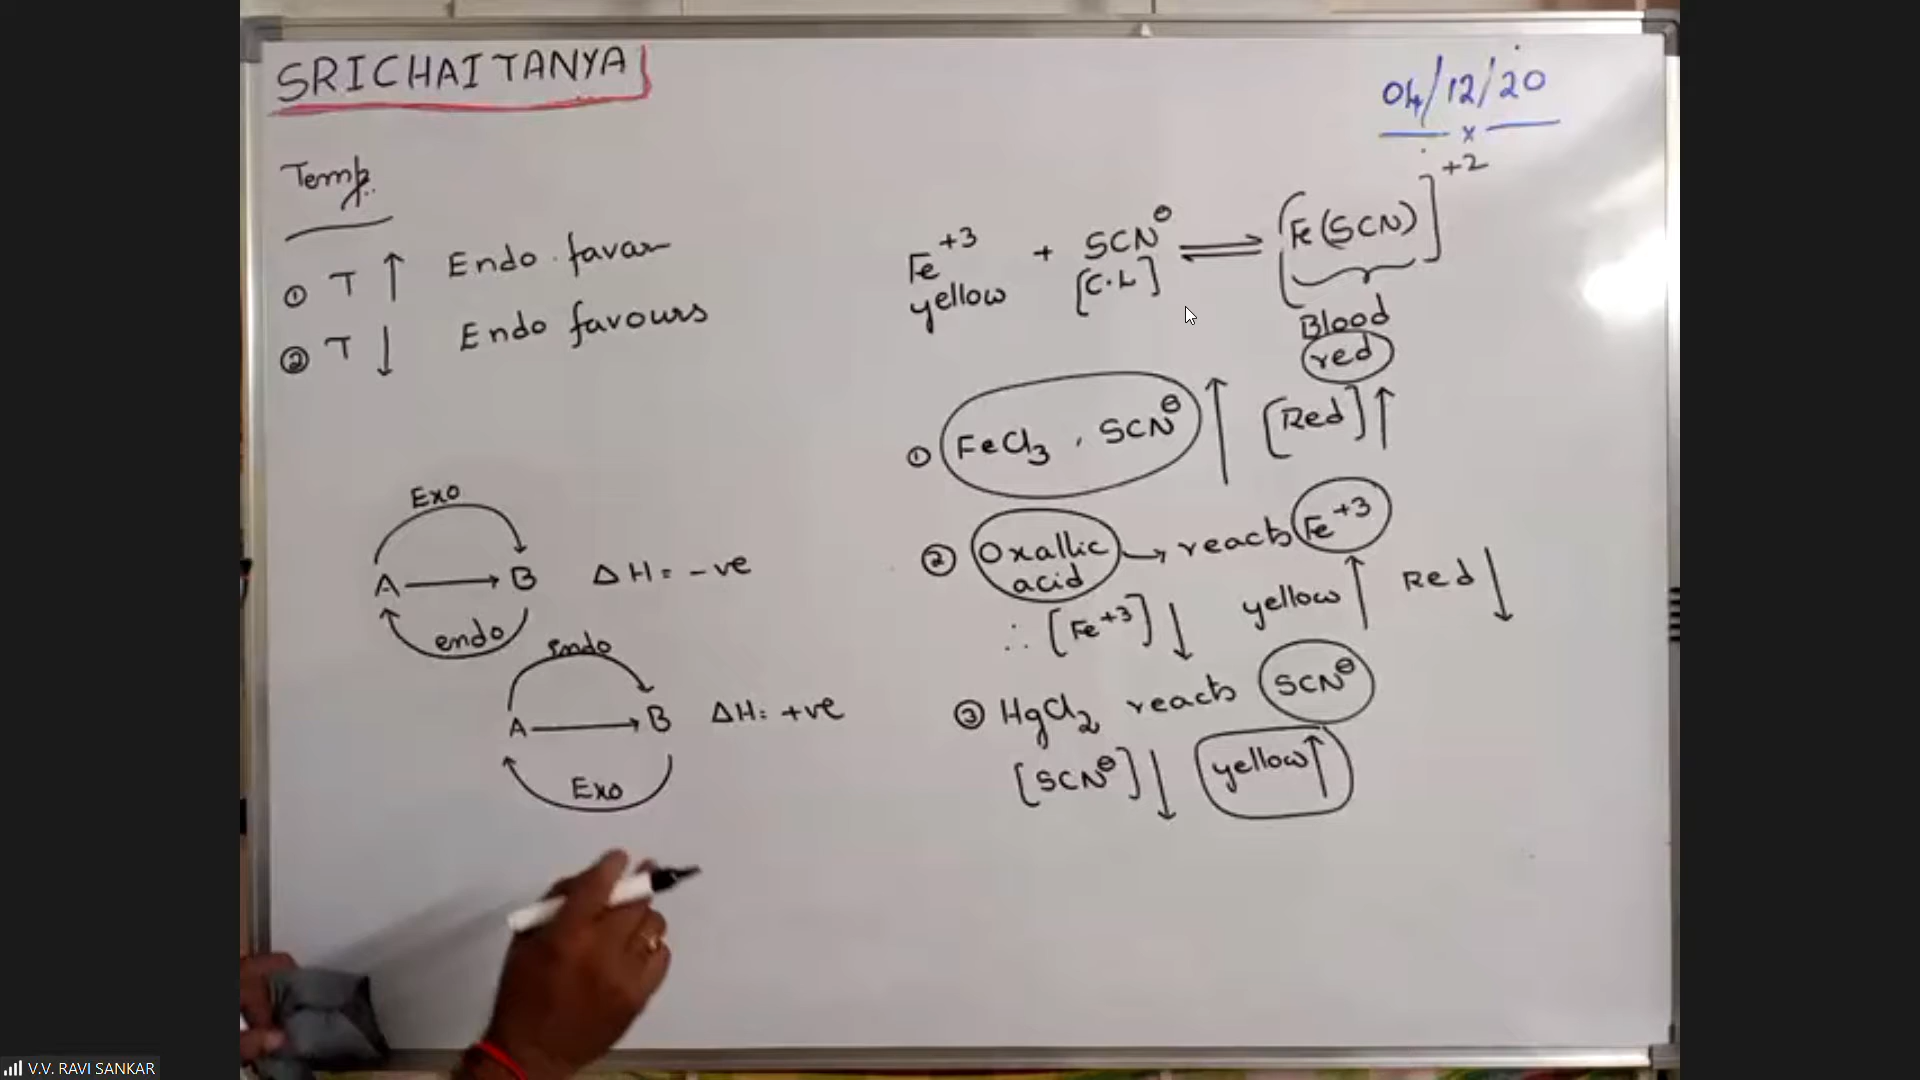 SRICHAITANYA
04/12/20
x
Temp.
① T ↑ Endo favour
② T ↓ Endo favours
Exo
A → B ΔH = -ve
endo
Endo
A → B ΔH = +ve
Exo
Fe+3 + SCN⊖ ⇌ [Fe(SCN)]+2
yellow [C.L]
Blood
red
① FeCl3, SCN⊖ ↑ [Red] ↑
② Oxallic acid → reacts Fe+3
∴ [Fe+3] ↓ yellow ↑ Red ↓
③ HgCl2 reacts SCN⊖
[SCN⊖] ↓ yellow ↑
V.V. RAVI SANKAR